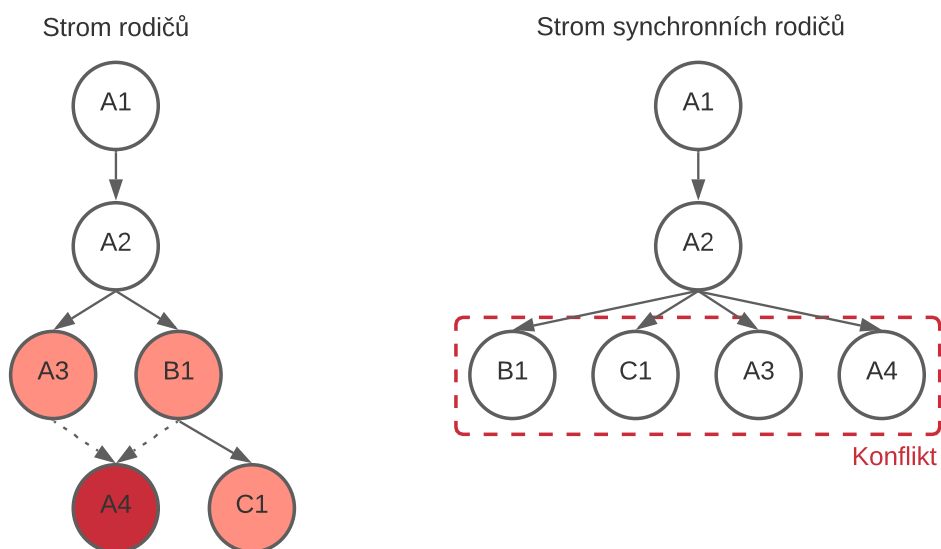 Strom rodičů
A1
A2
A3
B1
A4
C1
Strom synchronních rodičů
A1
A2
B1
C1
A3
A4
Konflikt